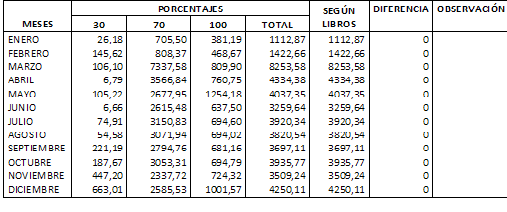 MESES PORCENTAJES SEGÚN LIBROS DIFERENCIA OBSERVACIÓN
30 70 100 TOTAL
ENERO 26,18 705,50 381,19 1112,87 1112,87 0
FEBRERO 145,62 808,37 468,67 1422,66 1422,66 0
MARZO 106,10 7337,58 809,90 8253,58 8253,58 0
ABRIL 6,79 3566,84 760,75 4334,38 4334,38 0
MAYO 105,22 2677,95 1254,18 4037,35 4037,35 0
JUNIO 6,66 2615,48 637,50 3259,64 3259,64 0
JULIO 74,91 3150,83 694,60 3920,34 3920,34 0
AGOSTO 54,58 3071,94 694,02 3820,54 3820,54 0
SEPTIEMBRE 221,19 2794,76 681,16 3697,11 3697,11 0
OCTUBRE 187,67 3053,31 694,79 3935,77 3935,77 0
NOVIEMBRE 447,20 2337,72 724,32 3509,24 3509,24 0
DICIEMBRE 663,01 2585,53 1001,57 4250,11 4250,11 0